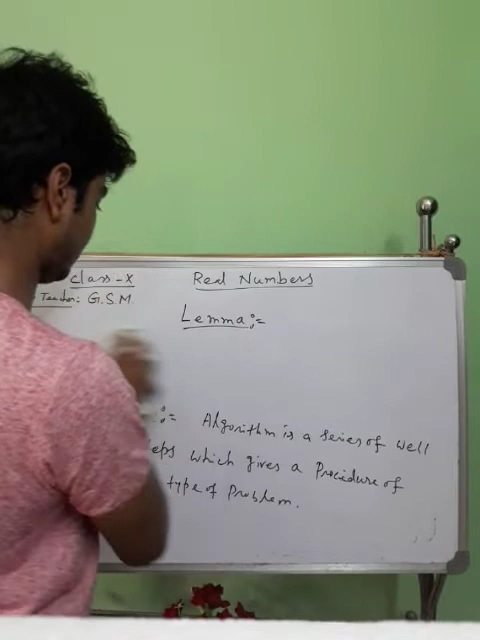 Class - X
Real Numbers
Teacher: G.S.M.
Lemma :=
:= Algorithm is a series of well
eps which gives a Procedure of
type of Problem.